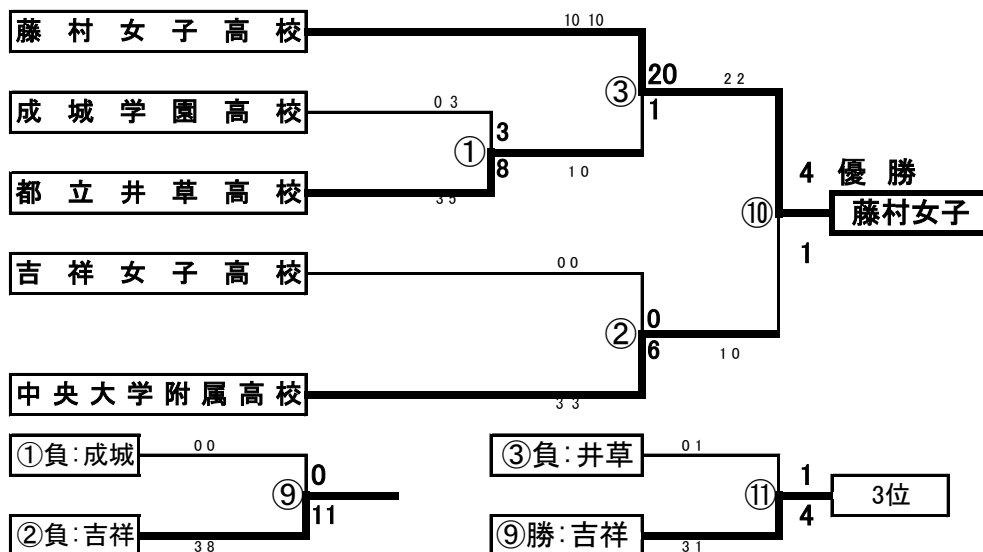 藤村女子高校
10 10
③
20
1
2 2
成城学園高校
0 3
①
3
8
1 0
都立井草高校
3 5
⑩
4
1
優勝
藤村女子
吉祥女子高校
0 0
②
0
6
1 0
中央大学附属高校
3 3
①負：成城
0 0
⑨
0
11
②負：吉祥
3 8
③負：井草
0 1
⑪
1
4
3位
⑨勝：吉祥
3 1